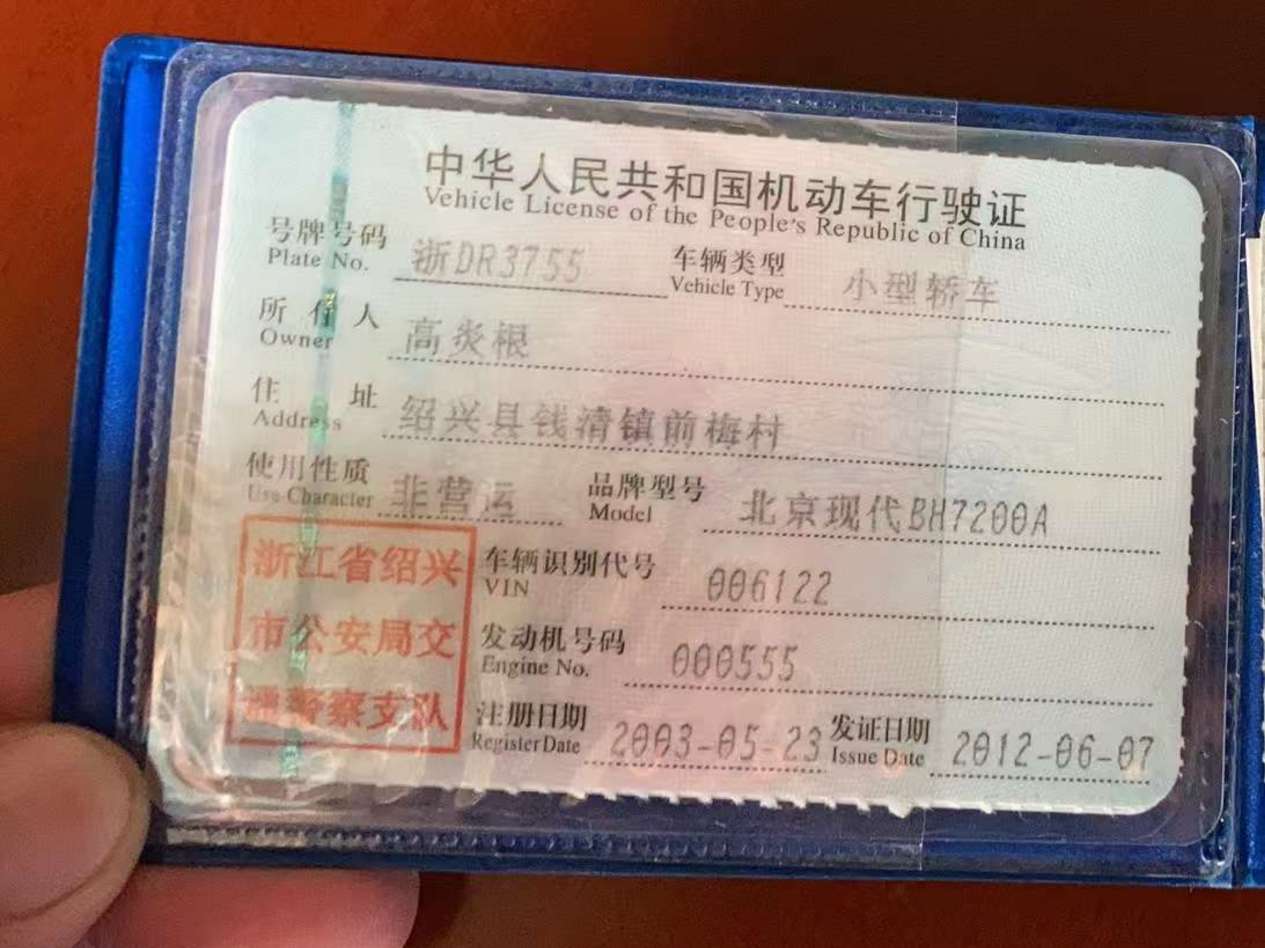 中华人民共和国机动车行驶证
Vehicle License of the People's Republic of China
号牌号码 浙DR3755 车辆类型 小型轿车
Plate No. Vehicle Type
所有人 高炎根
Owner
住址 绍兴县钱清镇前梅村
Address
使用性质 非营运 品牌型号 北京现代BH7200A
Use Character Model
浙江省绍兴
市公安局交
通警察支队
车辆识别代号 006122
VIN
发动机号码 000555
Engine No.
注册日期 2003-05-23 发证日期 2012-06-07
Register Date Issue Date